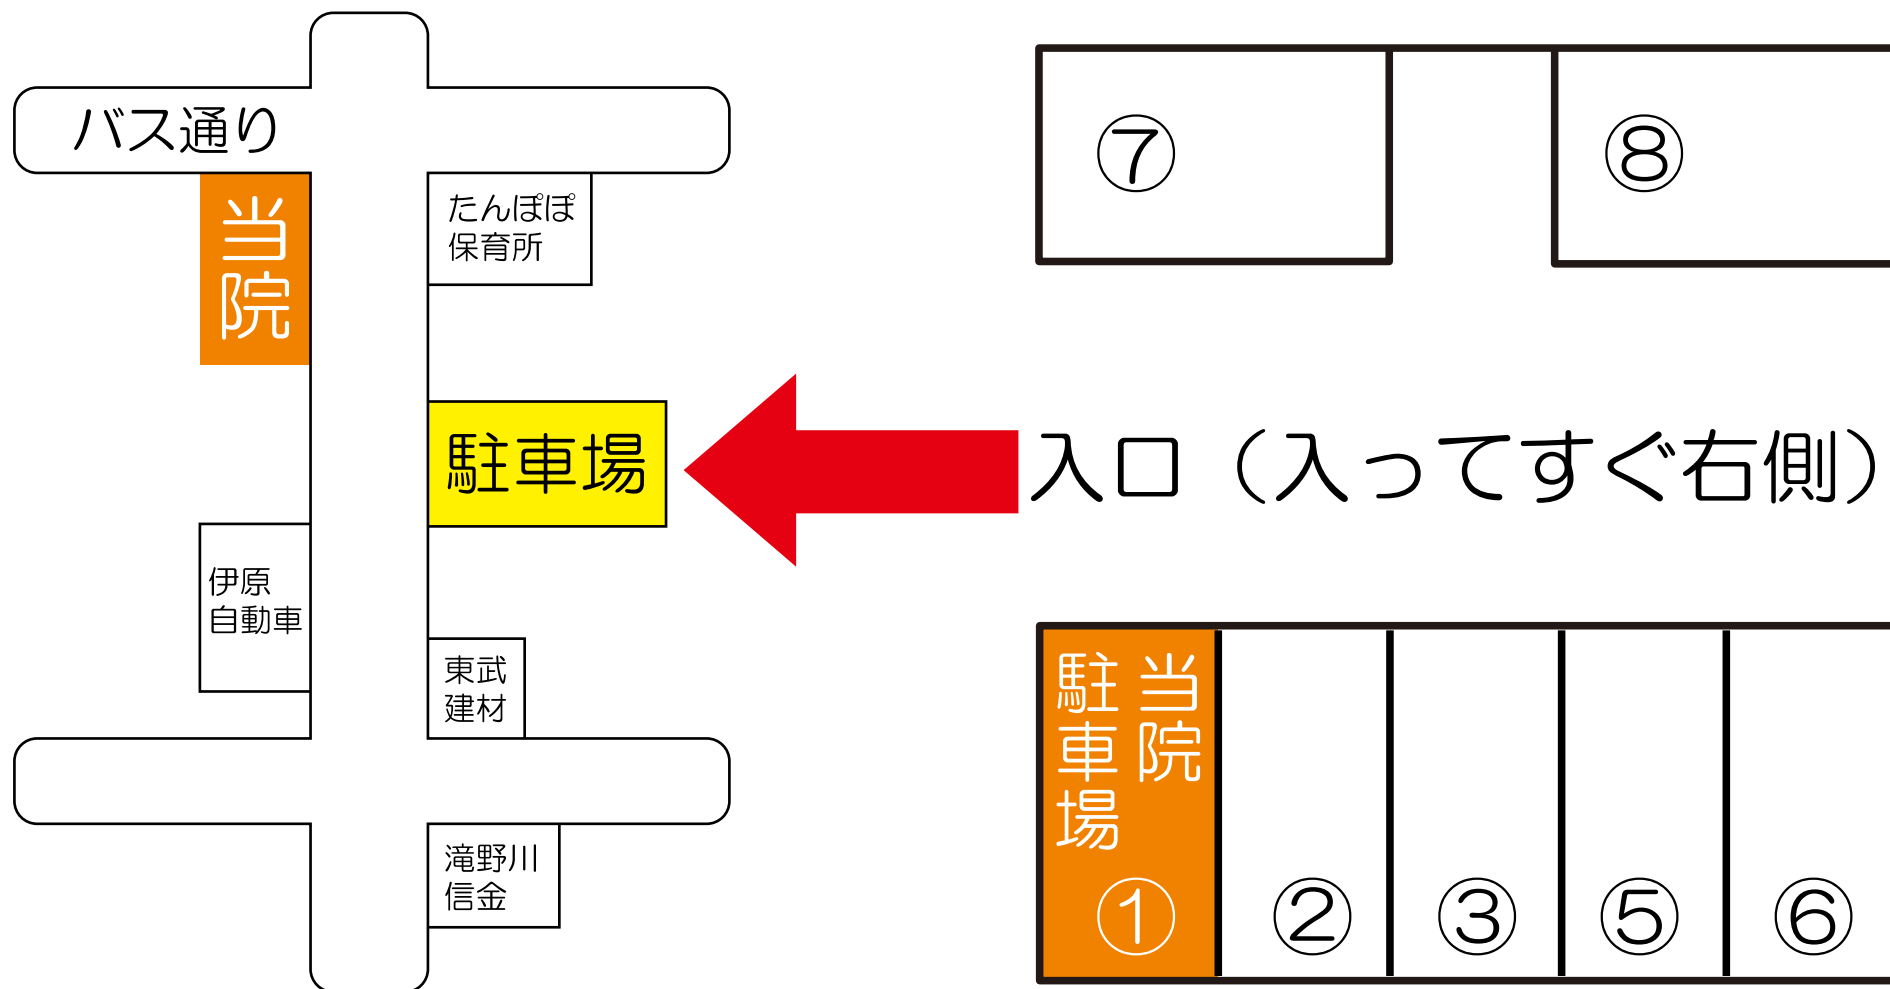 バス通り
当院
たんぽぽ
保育所
駐車場
伊原
自動車
東武
建材
滝野川
信金
⑦
⑧
入口（入ってすぐ右側）
当院
駐車場
①
②
③
⑤
⑥